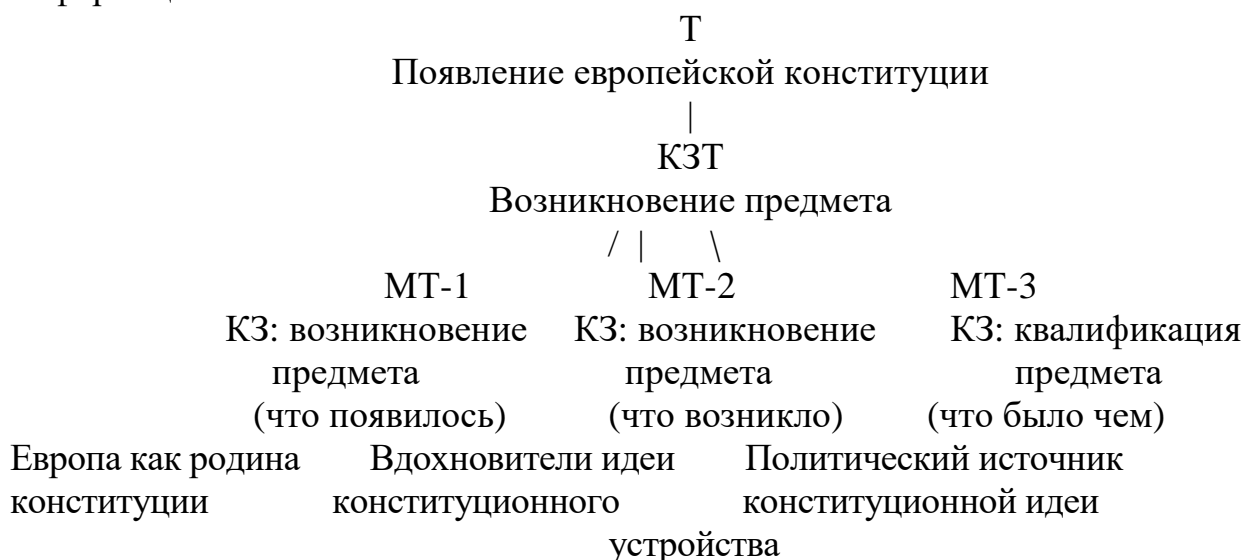 Т
Появление европейской конституции
|
КЗТ
Возникновение предмета
/ | \
МТ-1 МТ-2 МТ-3
КЗ: возникновение КЗ: возникновение КЗ: квалификация
предмета предмета предмета
(что появилось) (что возникло) (что было чем)
Европа как родина Вдохновители идеи Политический источник
конституции конституционного конституционной идеи
устройства